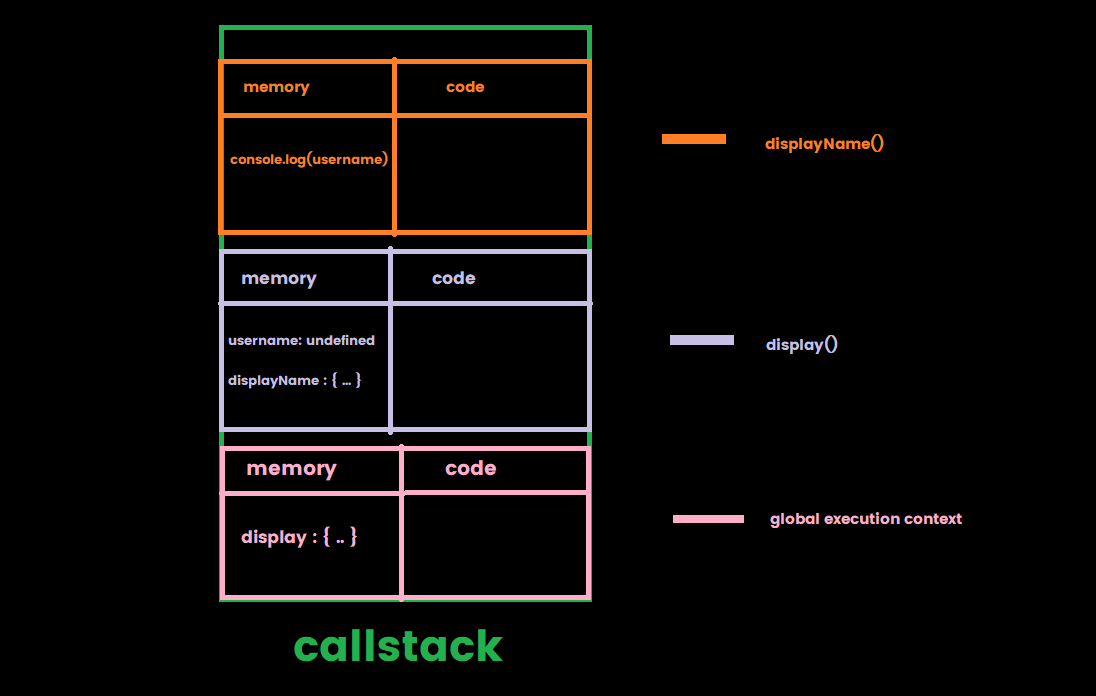 memory code
console.log(username)
displayName()
memory code
username: undefined
displayName : { ... }
display()
memory code
display : { .. }
global execution context
callstack